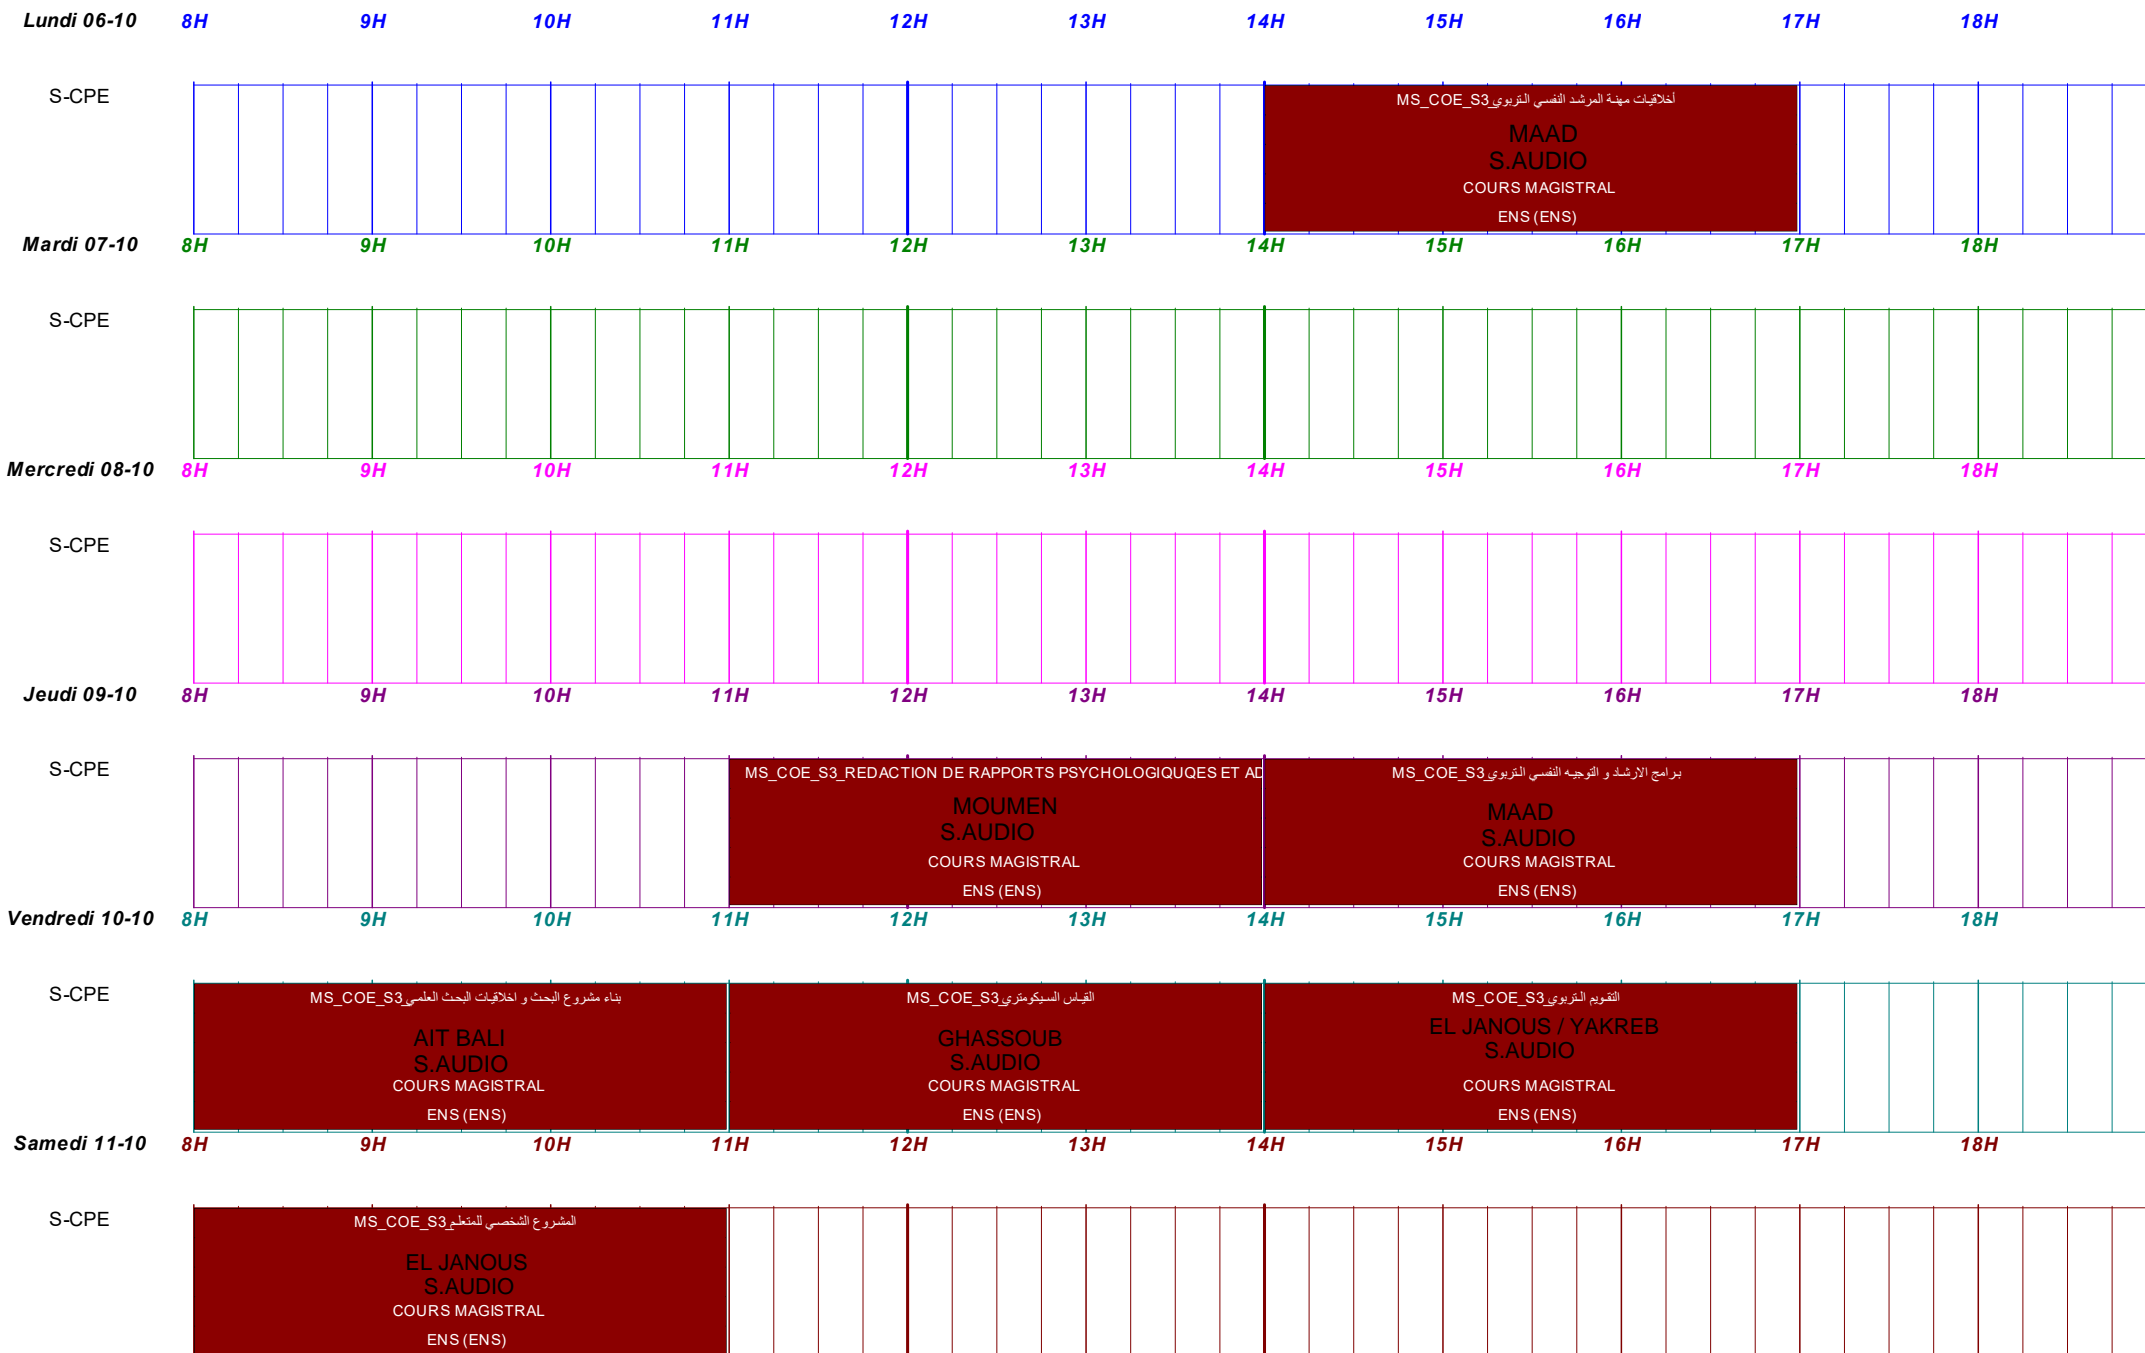 Lundi 06-10 8H 9H 10H 11H 12H 13H 14H 15H 16H 17H 18H
S-CPE
MS_COE_S3_أخلاقيات مهنة المرشد النفسي التربوي
MAAD
S.AUDIO
COURS MAGISTRAL
ENS (ENS)
Mardi 07-10 8H 9H 10H 11H 12H 13H 14H 15H 16H 17H 18H
S-CPE
Mercredi 08-10 8H 9H 10H 11H 12H 13H 14H 15H 16H 17H 18H
S-CPE
Jeudi 09-10 8H 9H 10H 11H 12H 13H 14H 15H 16H 17H 18H
S-CPE
MS_COE_S3_REDACTION DE RAPPORTS PSYCHOLOGIQUQES ET AD
MOUMEN
S.AUDIO
COURS MAGISTRAL
ENS (ENS)
MS_COE_S3_برامج الارشاد و التوجيه النفسي التربوي
MAAD
S.AUDIO
COURS MAGISTRAL
ENS (ENS)
Vendredi 10-10 8H 9H 10H 11H 12H 13H 14H 15H 16H 17H 18H
S-CPE
MS_COE_S3_بناء مشروع البحث و اخلاقيات البحث العلمي
AIT BALI
S.AUDIO
COURS MAGISTRAL
ENS (ENS)
MS_COE_S3_القياس السيكومتري
GHASSOUB
S.AUDIO
COURS MAGISTRAL
ENS (ENS)
MS_COE_S3_التقويم التربوي
EL JANOUS / YAKREB
S.AUDIO
COURS MAGISTRAL
ENS (ENS)
Samedi 11-10 8H 9H 10H 11H 12H 13H 14H 15H 16H 17H 18H
S-CPE
MS_COE_S3_المشروع الشخصي للمتعلم
EL JANOUS
S.AUDIO
COURS MAGISTRAL
ENS (ENS)